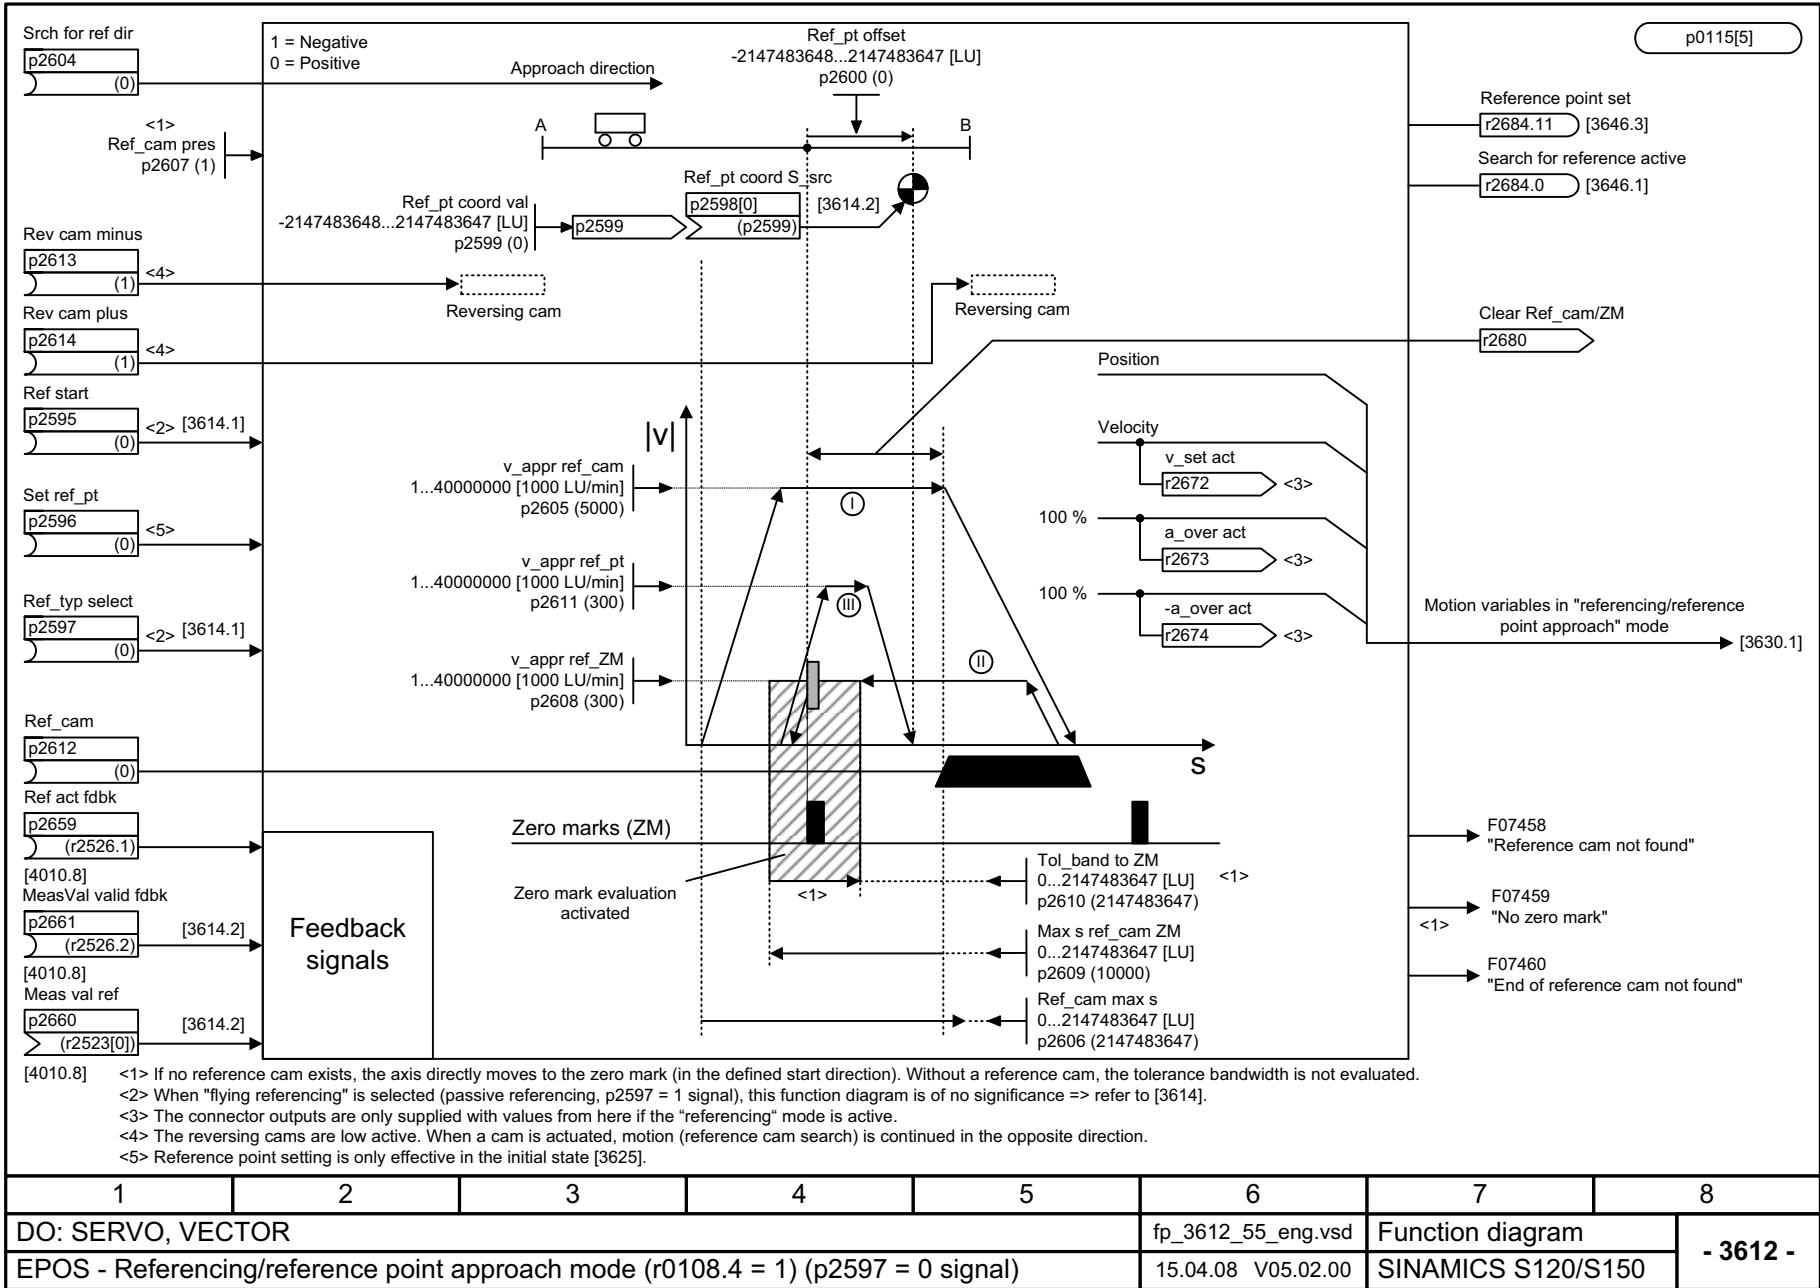 Srch for ref dir
p2604
(0)
1 = Negative
0 = Positive
Approach direction
Ref_pt offset
-2147483648...2147483647 [LU]
p2600 (0)
p0115[5]
<1>
Ref_cam pres
p2607 (1)
A
B
Reference point set
r2684.11
[3646.3]
Search for reference active
r2684.0
[3646.1]
Ref_pt coord val
-2147483648...2147483647 [LU]
p2599 (0)
p2599
Ref_pt coord S_src
p2598[0]
(p2599)
[3614.2]
Rev cam minus
p2613
(1)
<4>
Reversing cam
Reversing cam
Rev cam plus
p2614
(1)
<4>
Clear Ref_cam/ZM
r2680
Ref start
p2595
(0)
<2> [3614.1]
Position
Velocity
v_set act
r2672
<3>
100 %
a_over act
r2673
<3>
100 %
-a_over act
r2674
<3>
Motion variables in "referencing/reference
point approach" mode
[3630.1]
|v|
v_appr ref_cam
1...40000000 [1000 LU/min]
p2605 (5000)
I
Set ref_pt
p2596
(0)
<5>
v_appr ref_pt
1...40000000 [1000 LU/min]
p2611 (300)
III
Ref_typ select
p2597
(0)
<2> [3614.1]
v_appr ref_ZM
1...40000000 [1000 LU/min]
p2608 (300)
II
s
Ref_cam
p2612
(0)
Ref act fdbk
p2659
(r2526.1)
[4010.8]
MeasVal valid fdbk
p2661
(r2526.2)
[3614.2]
[4010.8]
Meas val ref
p2660
(r2523[0])
[3614.2]
[4010.8]
Feedback
signals
Zero marks (ZM)
Zero mark evaluation
activated
<1>
Tol_band to ZM
0...2147483647 [LU]
p2610 (2147483647)
<1>
Max s ref_cam ZM
0...2147483647 [LU]
p2609 (10000)
Ref_cam max s
0...2147483647 [LU]
p2606 (2147483647)
F07458
"Reference cam not found"
<1>
F07459
"No zero mark"
F07460
"End of reference cam not found"
<1> If no reference cam exists, the axis directly moves to the zero mark (in the defined start direction). Without a reference cam, the tolerance bandwidth is not evaluated.
<2> When "flying referencing" is selected (passive referencing, p2597 = 1 signal), this function diagram is of no significance => refer to [3614].
<3> The connector outputs are only supplied with values from here if the “referencing“ mode is active.
<4> The reversing cams are low active. When a cam is actuated, motion (reference cam search) is continued in the opposite direction.
<5> Reference point setting is only effective in the initial state [3625].
1 2 3 4 5 6 7 8
DO: SERVO, VECTOR
fp_3612_55_eng.vsd
Function diagram
- 3612 -
EPOS - Referencing/reference point approach mode (r0108.4 = 1) (p2597 = 0 signal)
15.04.08 V05.02.00
SINAMICS S120/S150